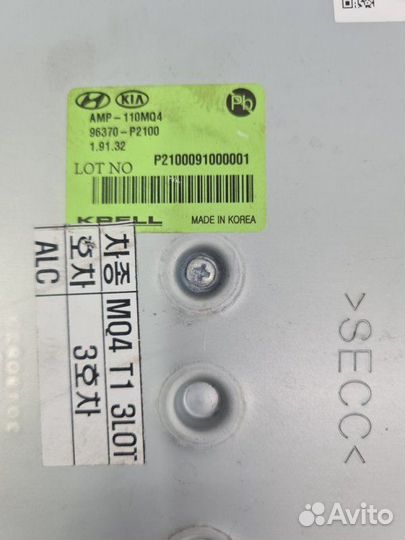 HYUNDAI KIA
Pb
AMP-110MQ4
96370-P2100
1.91.32
LOT NO P2100091000001
KRELL MADE IN KOREA
차종 MQ4 T1 3LOT
호차 3호차
ALC
>SECC<
Avito